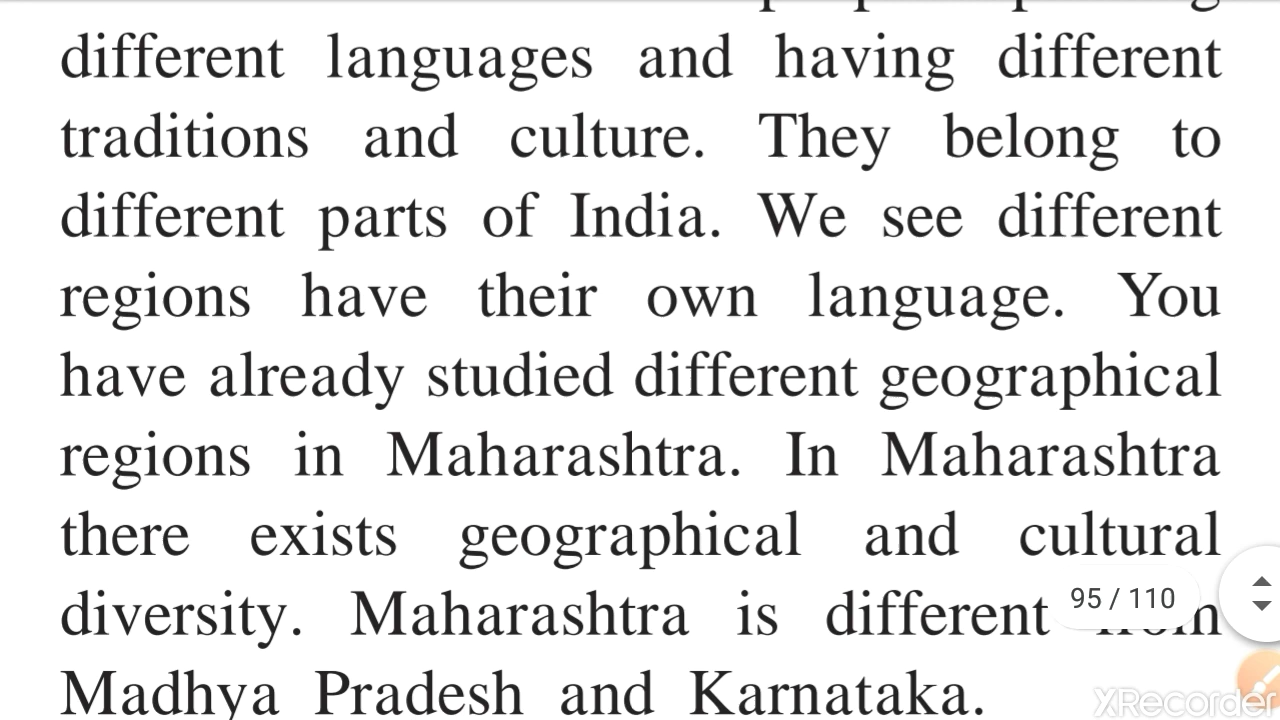 different languages and having different
traditions and culture. They belong to
different parts of India. We see different
regions have their own language. You
have already studied different geographical
regions in Maharashtra. In Maharashtra
there exists geographical and cultural
diversity. Maharashtra is different
95 / 110
Madhya Pradesh and Karnataka.
XRecorder